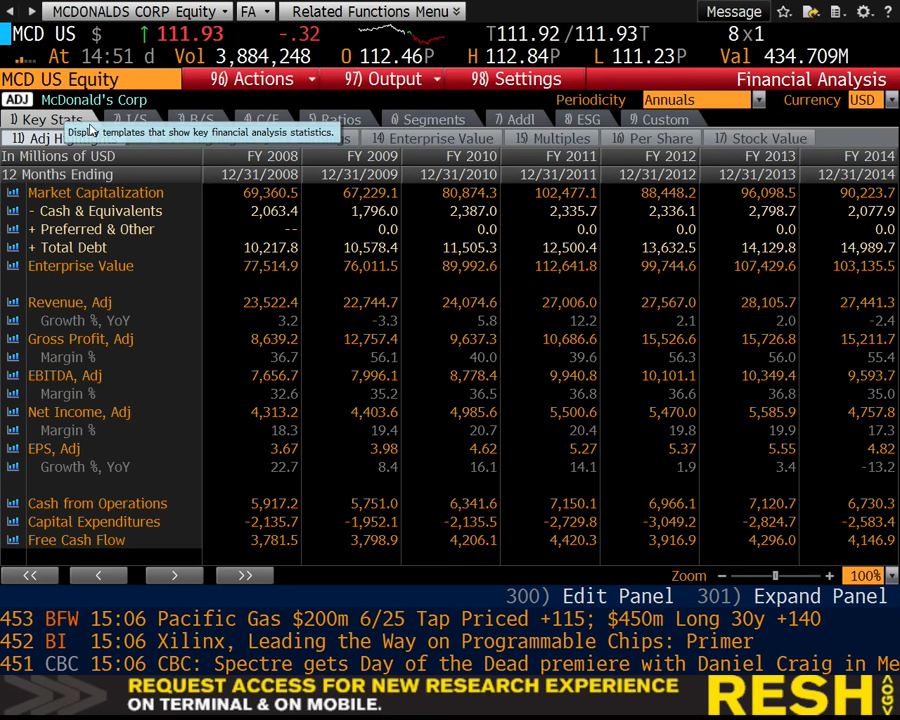 MCDONALDS CORP Equity FA Related Functions Menu Message ?
MCD US $ 111.93 -.32 T111.92 /111.93T 8x1
At 14:51 d Vol 3,884,248 O 112.46P H 112.84P L 111.23P Val 434.709M
MCD US Equity 96) Actions 97) Output 98) Settings Financial Analysis
ADJ McDonald's Corp Periodicity Annuals Currency USD
1) Key Stats 2) I/S 3) B/S 4) C/F 5) Ratios 6) Segments 7) Addl 8) ESG 9) Custom
Display templates that show key financial analysis statistics.
11) Adj 14) Enterprise Value 15) Multiples 16) Per Share 17) Stock Value
In Millions of USD FY 2008 FY 2009 FY 2010 FY 2011 FY 2012 FY 2013 FY 2014
12 Months Ending 12/31/2008 12/31/2009 12/31/2010 12/31/2011 12/31/2012 12/31/2013 12/31/2014
Market Capitalization 69,360.5 67,229.1 80,874.3 102,477.1 88,448.2 96,098.5 90,223.7
- Cash & Equivalents 2,063.4 1,796.0 2,387.0 2,335.7 2,336.1 2,798.7 2,077.9
+ Preferred & Other -- 0.0 0.0 0.0 0.0 0.0 0.0
+ Total Debt 10,217.8 10,578.4 11,505.3 12,500.4 13,632.5 14,129.8 14,989.7
Enterprise Value 77,514.9 76,011.5 89,992.6 112,641.8 99,744.6 107,429.6 103,135.5
Revenue, Adj 23,522.4 22,744.7 24,074.6 27,006.0 27,567.0 28,105.7 27,441.3
Growth %, YoY 3.2 -3.3 5.8 12.2 2.1 2.0 -2.4
Gross Profit, Adj 8,639.2 12,757.4 9,637.3 10,686.6 15,526.6 15,726.8 15,211.7
Margin % 36.7 56.1 40.0 39.6 56.3 56.0 55.4
EBITDA, Adj 7,656.7 7,996.1 8,778.4 9,940.8 10,101.1 10,349.4 9,593.7
Margin % 32.6 35.2 36.5 36.8 36.6 36.8 35.0
Net Income, Adj 4,313.2 4,403.6 4,985.6 5,500.6 5,470.0 5,585.9 4,757.8
Margin % 18.3 19.4 20.7 20.4 19.8 19.9 17.3
EPS, Adj 3.67 3.98 4.62 5.27 5.37 5.55 4.82
Growth %, YoY 22.7 8.4 16.1 14.1 1.9 3.4 -13.2
Cash from Operations 5,917.2 5,751.0 6,341.6 7,150.1 6,966.1 7,120.7 6,730.3
Capital Expenditures -2,135.7 -1,952.1 -2,135.5 -2,729.8 -3,049.2 -2,824.7 -2,583.4
Free Cash Flow 3,781.5 3,798.9 4,206.1 4,420.3 3,916.9 4,296.0 4,146.9
<< < > >> Zoom - + 100%
300) Edit Panel 301) Expand Panel
453 BFW 15:06 Pacific Gas $200m 6/25 Tap Priced +115; $450m Long 30y +140
452 BI 15:06 Xilinx, Leading the Way on Programmable Chips: Primer
451 CBC 15:06 CBC: Spectre gets Day of the Dead premiere with Daniel Craig in Me
REQUEST ACCESS FOR NEW RESEARCH EXPERIENCE
ON TERMINAL & ON MOBILE.
RESH